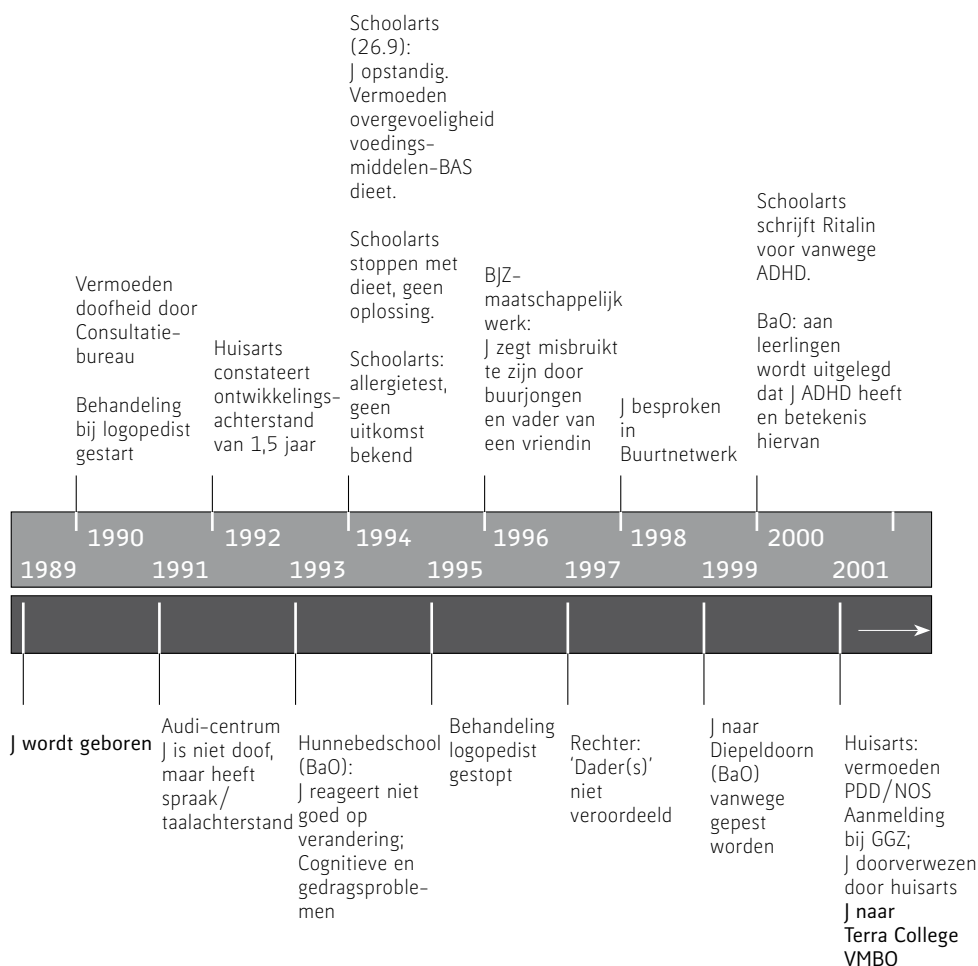 Schoolarts
(26.9):
J opstandig.
Vermoeden
overgevoeligheid
voedings-
middelen-BAS
dieet.
Schoolarts
stoppen met
dieet, geen
oplossing.
Schoolarts:
allergietest,
geen
uitkomst
bekend
Vermoeden
doofheid door
Consultatie-
bureau
Behandeling
bij logopedist
gestart
Huisarts
constateert
ontwikkelings-
achterstand
van 1,5 jaar
BJZ-
maatschappelijk
werk:
J zegt misbruikt
te zijn door
buurjongen
en vader van
een vriendin
J besproken
in
Buurtnetwerk
Schoolarts
schrijft Ritalin
voor vanwege
ADHD.
BaO: aan
leerlingen
wordt uitgelegd
dat J ADHD heeft
en betekenis
hiervan
1990 1992 1994 1996 1998 2000
1989 1991 1993 1995 1997 1999 2001
J wordt geboren
Audi-centrum
J is niet doof,
maar heeft
spraak/
taalachterstand
Hunnebedschool
(BaO):
J reageert niet
goed op
verandering;
Cognitieve en
gedragsproble-
men
Behandeling
logopedist
gestopt
Rechter:
'Dader(s)'
niet
veroordeeld
J naar
Diepeldoorn
(BaO)
vanwege
gepest
worden
Huisarts:
vermoeden
PDD/NOS
Aanmelding
bij GGZ;
J doorverwezen
door huisarts
J naar
Terra College
VMBO